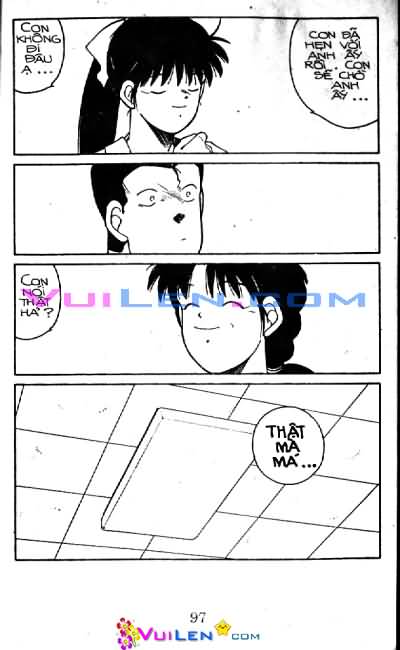 CON
KHÔNG
ĐI
ĐÂU
Ạ ...
CON ĐÃ
HẸN VỚI
ANH ẤY
RỒI. CON
SẼ CHỜ
ANH
ẤY ...
CON
NÓI
THẬT
HẢ?
VUILEN.COM
THẬT
MÀ
MÁ...
97
VUILEN.COM